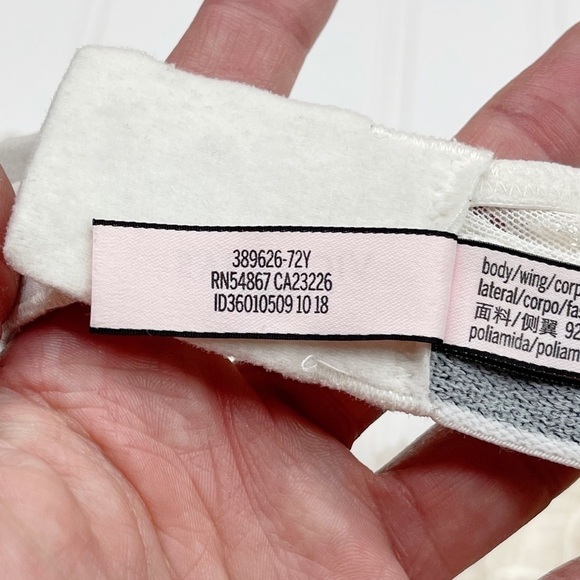 389626-72Y
RN54867 CA23226
ID36010509 10 18
body/wing/corp
lateral/corpo/fas
面料/侧翼 92
poliamida/poliam